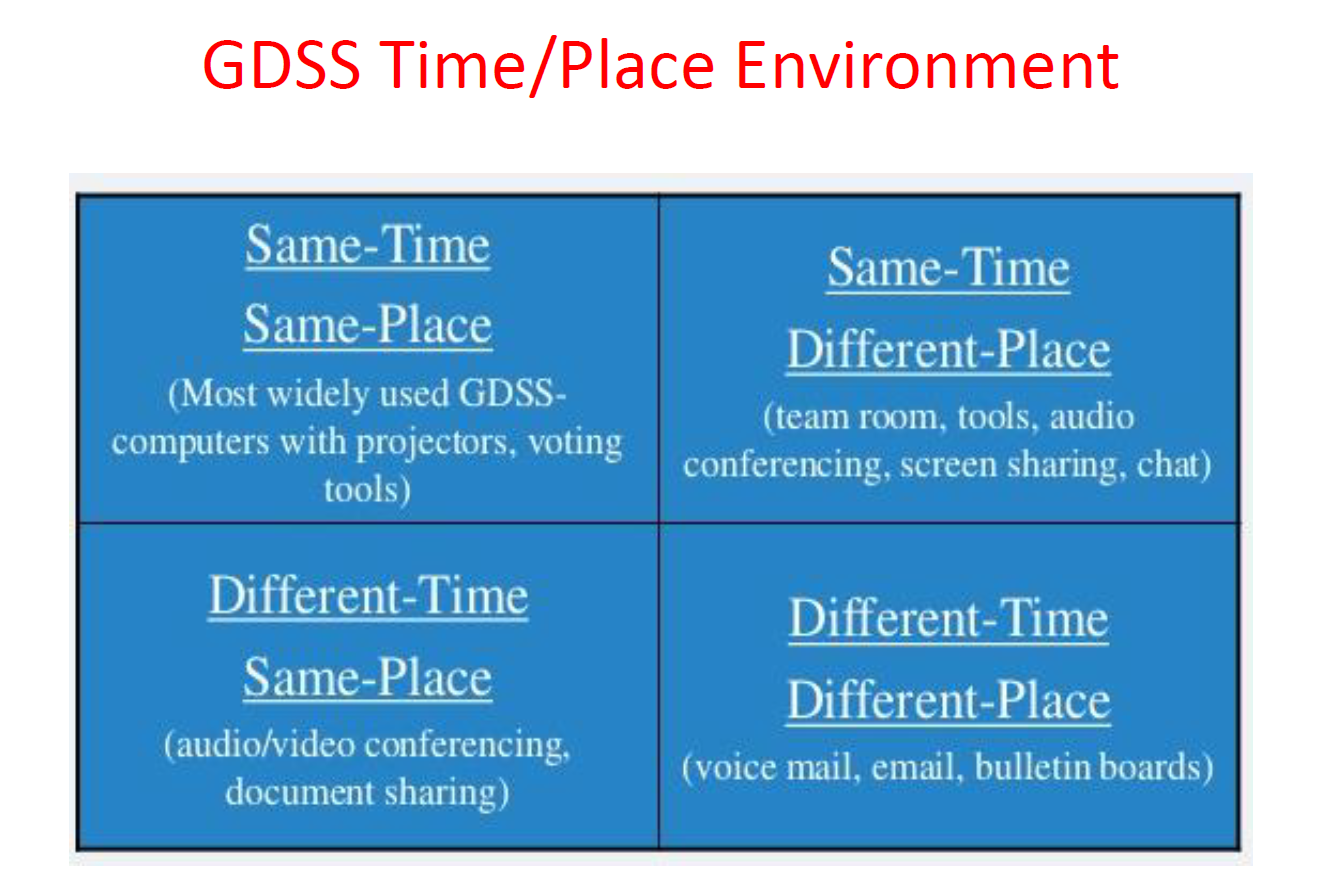 GDSS Time/Place Environment
Same-Time
Same-Place
(Most widely used GDSS-
computers with projectors, voting
tools)
Same-Time
Different-Place
(team room, tools, audio
conferencing, screen sharing, chat)
Different-Time
Same-Place
(audio/video conferencing,
document sharing)
Different-Time
Different-Place
(voice mail, email, bulletin boards)